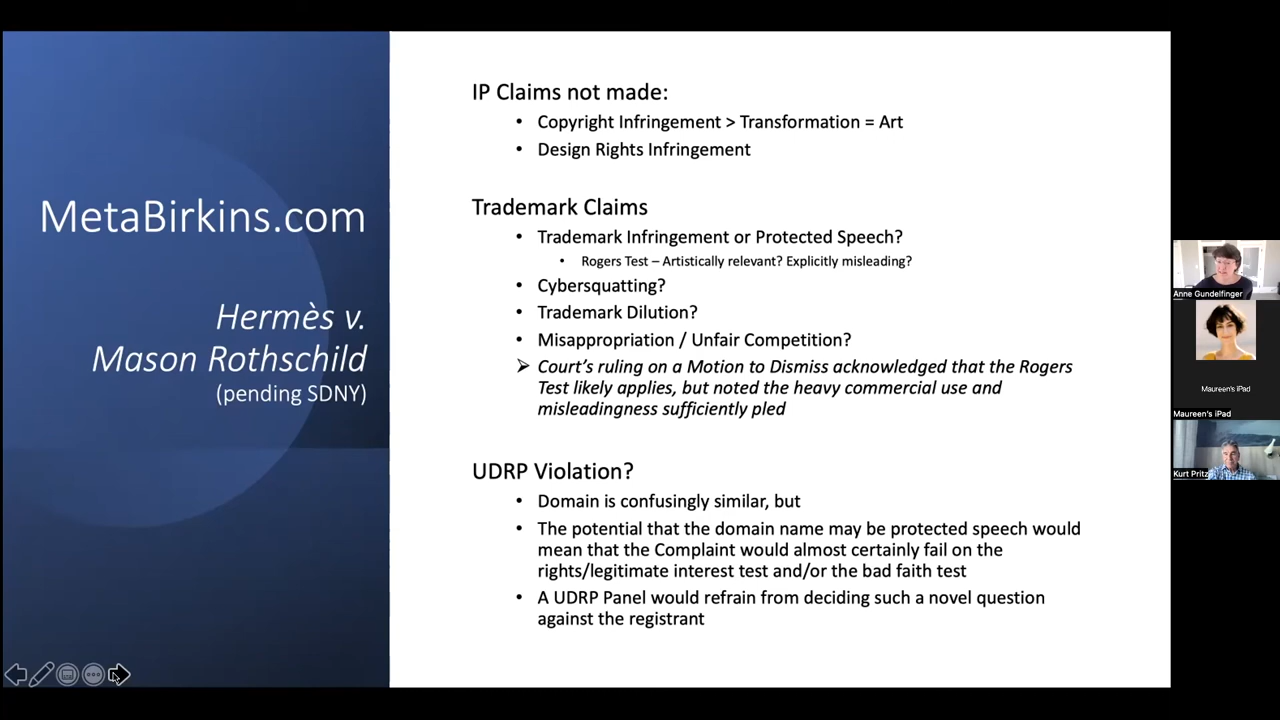 MetaBirkins.com
Hermès v.
Mason Rothschild
(pending SDNY)
IP Claims not made:
• Copyright Infringement > Transformation = Art
• Design Rights Infringement
Trademark Claims
• Trademark Infringement or Protected Speech?
• Rogers Test – Artistically relevant? Explicitly misleading?
• Cybersquatting?
• Trademark Dilution?
• Misappropriation / Unfair Competition?
➢ Court's ruling on a Motion to Dismiss acknowledged that the Rogers
Test likely applies, but noted the heavy commercial use and
misleadingness sufficiently pled
UDRP Violation?
• Domain is confusingly similar, but
• The potential that the domain name may be protected speech would
mean that the Complaint would almost certainly fail on the
rights/legitimate interest test and/or the bad faith test
• A UDRP Panel would refrain from deciding such a novel question
against the registrant
Anne Gundelfinger
Maureen's iPad
Maureen's iPad
Kurt Pritz